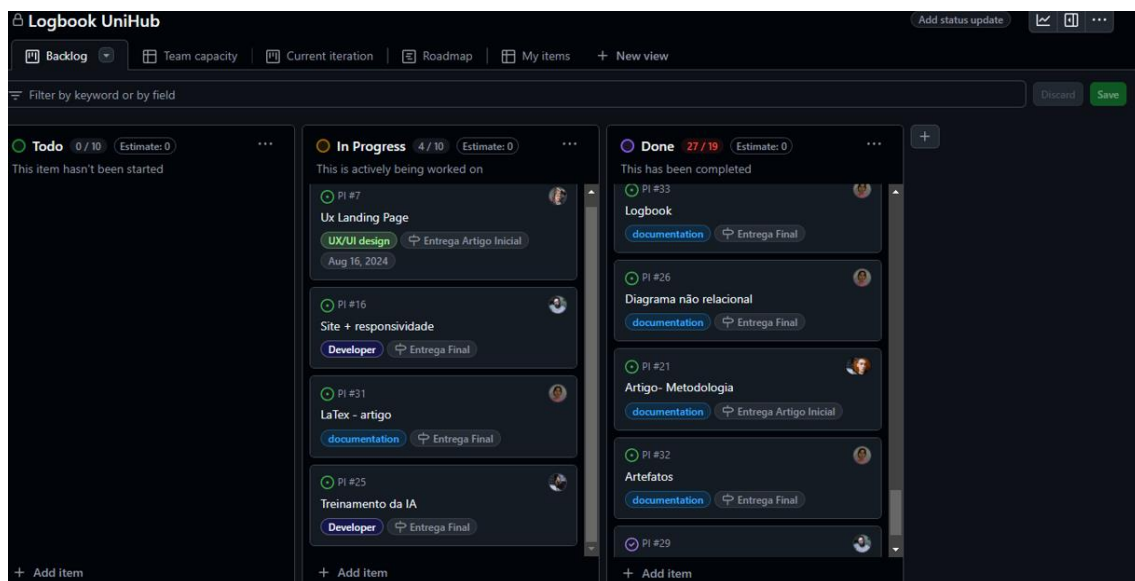 Logbook UniHub
Add status update
Backlog
Team capacity
Current iteration
Roadmap
My items
+ New view
Filter by keyword or by field
Discard
Save
Todo 0 / 10 Estimate: 0 ...
This item hasn't been started
+ Add item
In Progress 4 / 10 Estimate: 0 ...
This is actively being worked on
PI #7
Ux Landing Page
UX/UI design Entrega Artigo Inicial
Aug 16, 2024
PI #16
Site + responsividade
Developer Entrega Final
PI #31
LaTex - artigo
documentation Entrega Final
PI #25
Treinamento da IA
Developer Entrega Final
+ Add item
Done 27 / 19 Estimate: 0 ...
This has been completed
PI #33
Logbook
documentation Entrega Final
PI #26
Diagrama não relacional
documentation Entrega Final
PI #21
Artigo- Metodologia
documentation Entrega Artigo Inicial
PI #32
Artefatos
documentation Entrega Final
PI #29
+ Add item